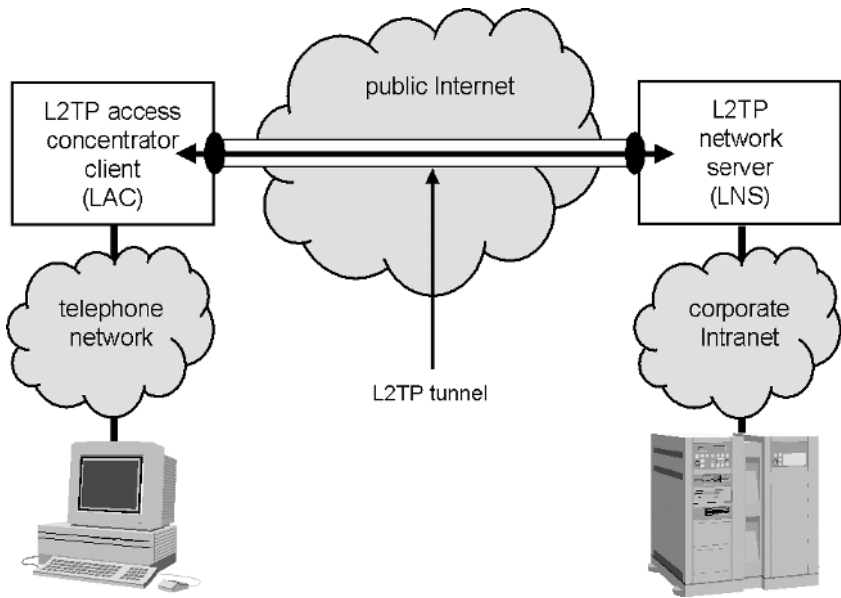 public Internet
L2TP access
concentrator
client
(LAC)
L2TP
network
server
(LNS)
telephone
network
corporate
Intranet
L2TP tunnel